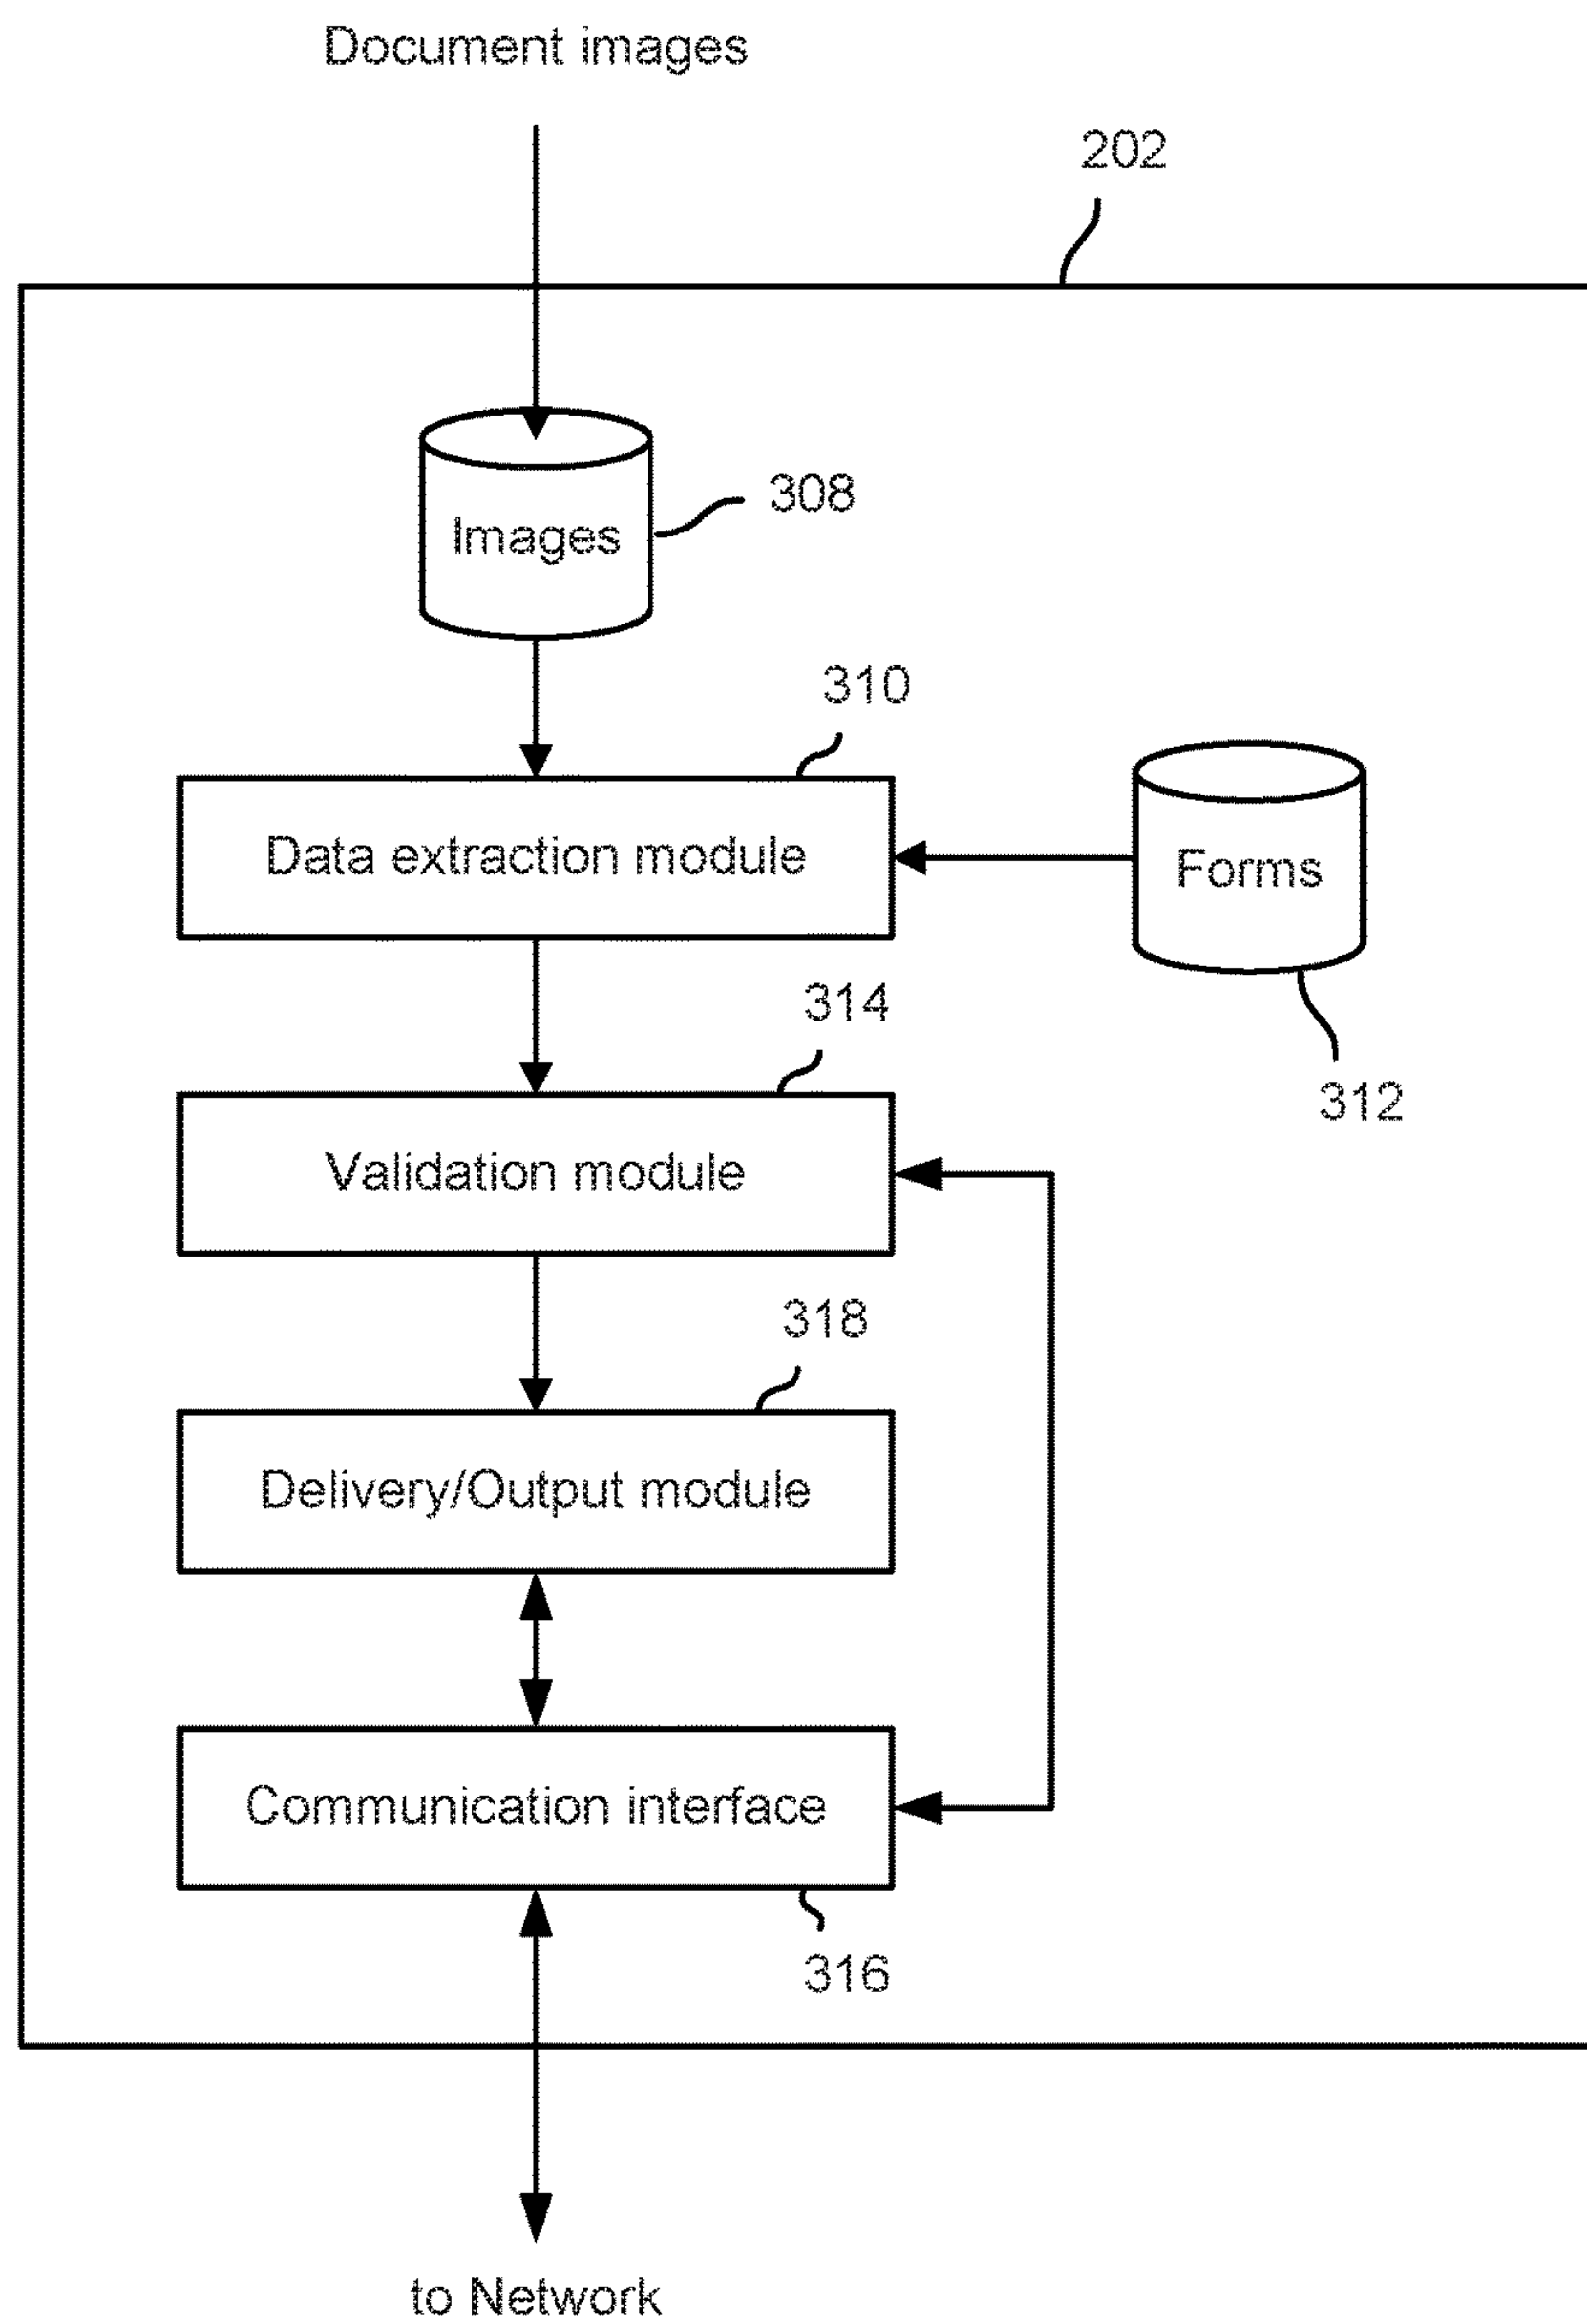 Document images
202
308
Images
310
Data extraction module
Forms
314
312
Validation module
318
Delivery/Output module
Communication interface
316
to Network